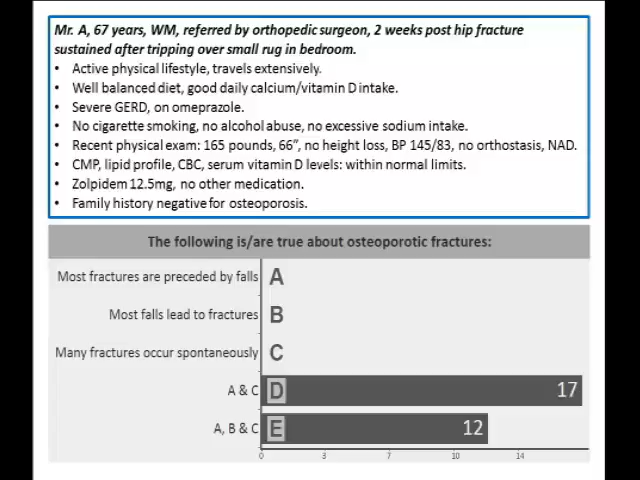 Mr. A, 67 years, WM, referred by orthopedic surgeon, 2 weeks post hip fracture
sustained after tripping over small rug in bedroom.
• Active physical lifestyle, travels extensively.
• Well balanced diet, good daily calcium/vitamin D intake.
• Severe GERD, on omeprazole.
• No cigarette smoking, no alcohol abuse, no excessive sodium intake.
• Recent physical exam: 165 pounds, 66”, no height loss, BP 145/83, no orthostasis, NAD.
• CMP, lipid profile, CBC, serum vitamin D levels: within normal limits.
• Zolpidem 12.5mg, no other medication.
• Family history negative for osteoporosis.
The following is/are true about osteoporotic fractures:
Most fractures are preceded by falls A
Most falls lead to fractures B
Many fractures occur spontaneously C
A & C D 17
A, B & C E 12
0 3 7 10 14